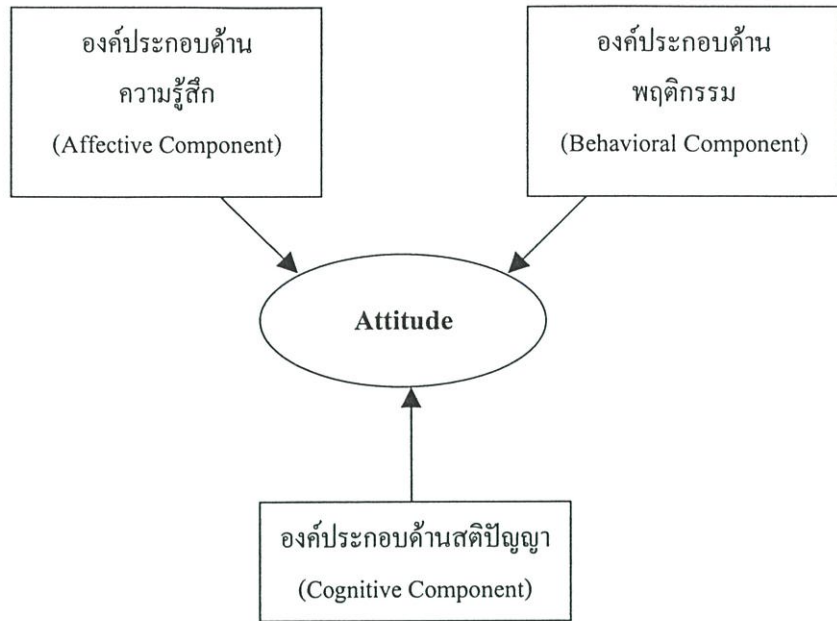 องค์ประกอบด้าน
ความรู้สึก
(Affective Component)
องค์ประกอบด้าน
พฤติกรรม
(Behavioral Component)
Attitude
องค์ประกอบด้านสติปัญญา
(Cognitive Component)